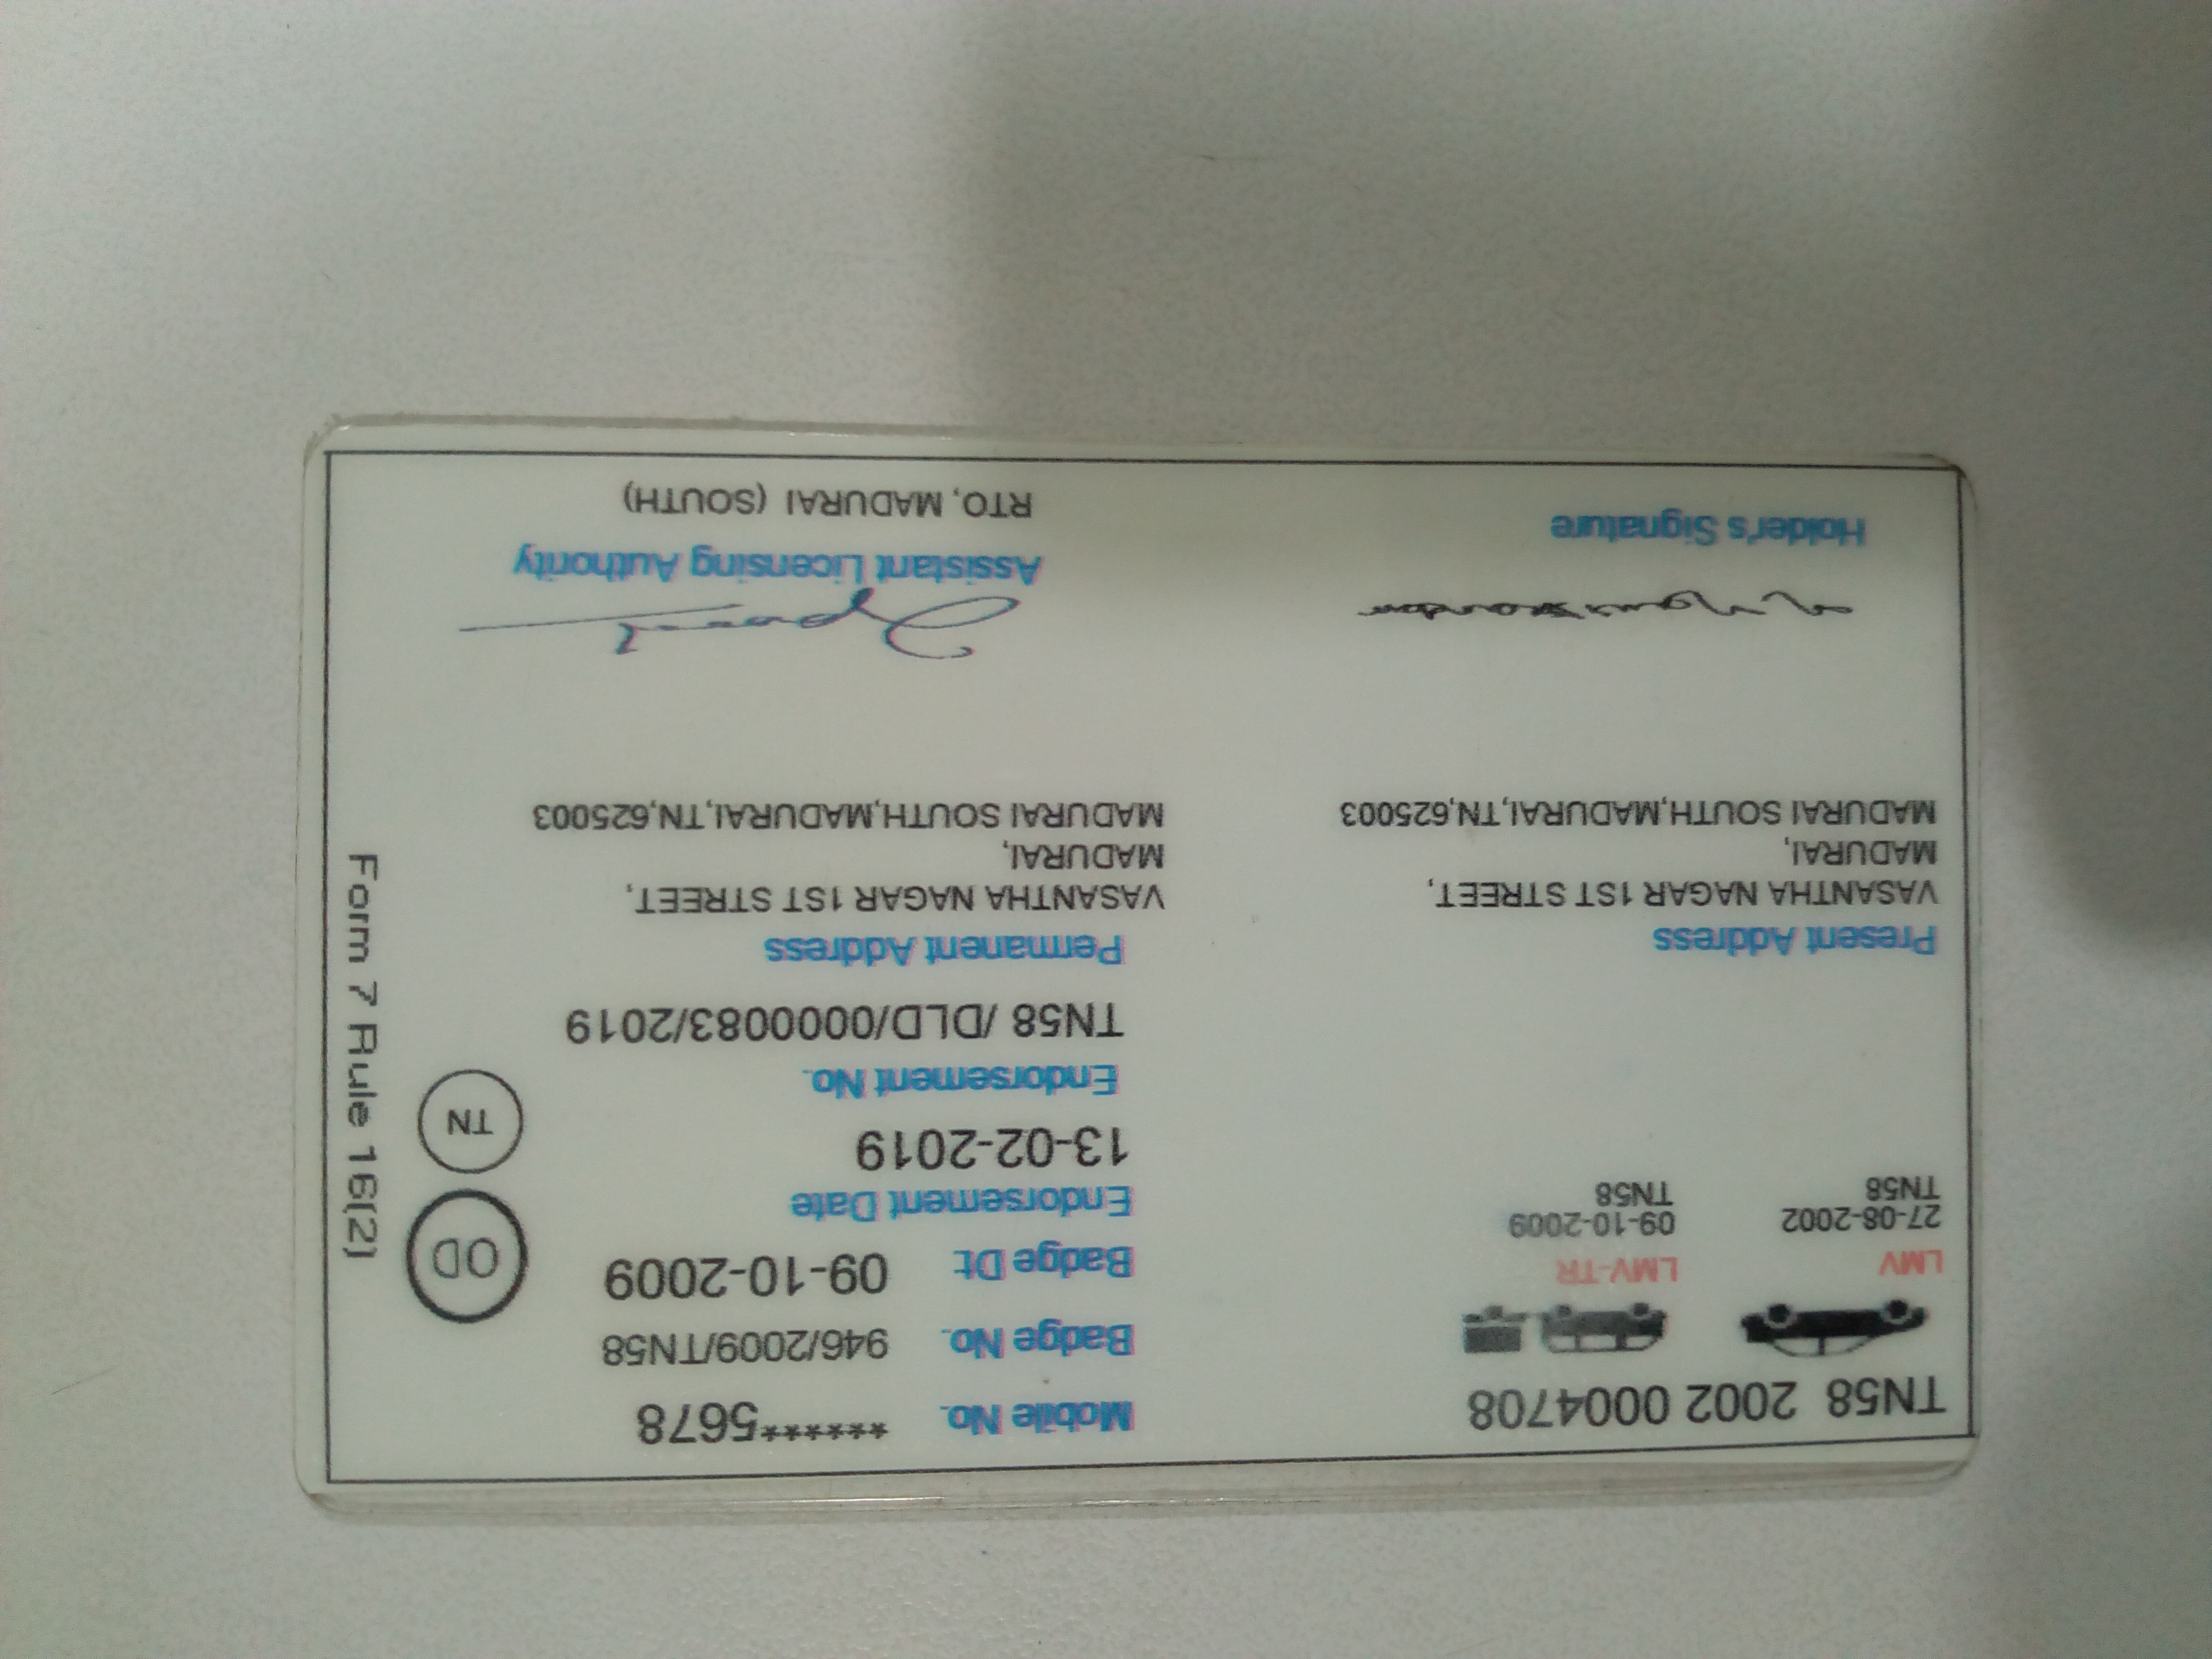 TN58 2002 0004708
LMV
27-08-2002
TN58
LMV-TR
09-10-2009
TN58
Mobile No. ******5678
Badge No. 946/2009/TN58
Badge Dt 09-10-2009
Endorsement Date
13-02-2019
Endorsement No.
TN58 /DLD/0000083/2019
OD
TN
Form 7 Rule 16(2)
Present Address
VASANTHA NAGAR 1ST STREET,
MADURAI,
MADURAI SOUTH,MADURAI,TN,625003
Permanent Address
VASANTHA NAGAR 1ST STREET,
MADURAI,
MADURAI SOUTH,MADURAI,TN,625003
Holder's Signature
Assistant Licensing Authority
RTO, MADURAI (SOUTH)